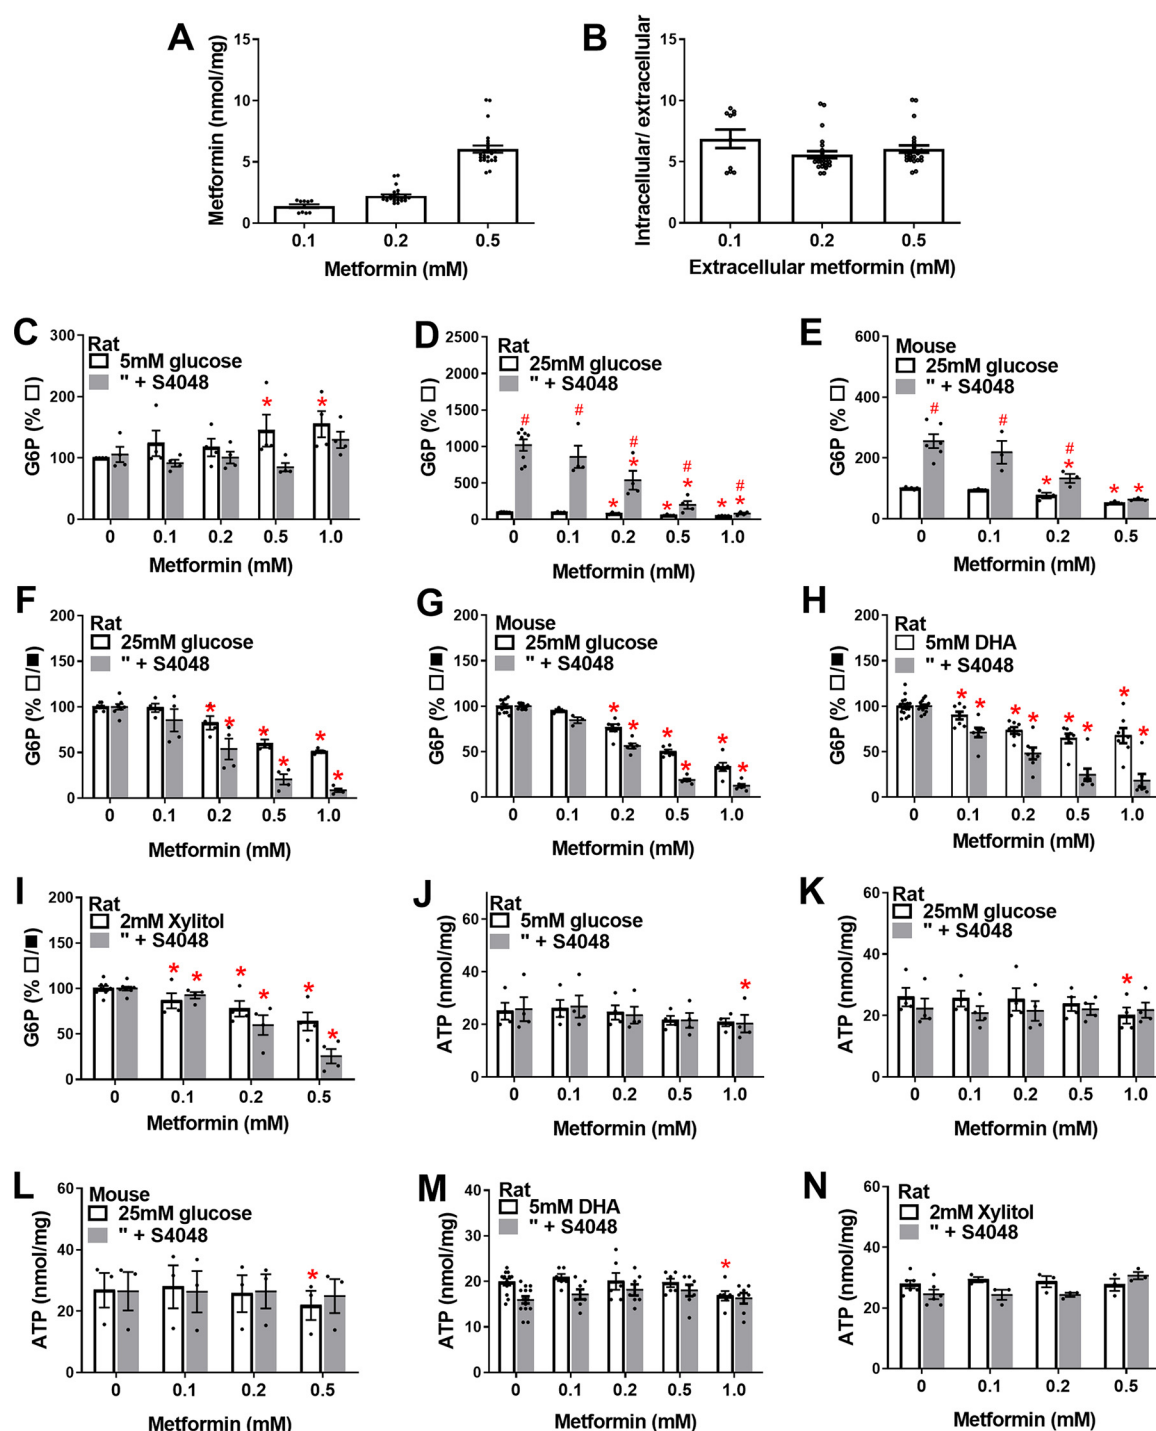 A
Metformin (nmol/mg)
15
10
5
0
0.1 0.2 0.5
Metformin (mM)
B
Intracellular/ extracellular
15
10
5
0
0.1 0.2 0.5
Extracellular metformin (mM)
C
Rat
5mM glucose
" + S4048
G6P (% □)
300
200
100
0
* *
0 0.1 0.2 0.5 1.0
Metformin (mM)
D
Rat
25mM glucose
" + S4048
G6P (% □)
2500
2000
1500
1000
500
0
# # # # #
* * * * * *
0 0.1 0.2 0.5 1.0
Metformin (mM)
E
Mouse
25mM glucose
" + S4048
G6P (% □)
600
400
200
0
# # #
* * * *
0 0.1 0.2 0.5
Metformin (mM)
F
Rat
25mM glucose
" + S4048
G6P (% □/■)
200
150
100
50
0
* * * * * *
0 0.1 0.2 0.5 1.0
Metformin (mM)
G
Mouse
25mM glucose
" + S4048
G6P (% □/■)
200
150
100
50
0
* * * * * *
0 0.1 0.2 0.5 1.0
Metformin (mM)
H
Rat
5mM DHA
" + S4048
G6P (% □/■)
200
150
100
50
0
* * * * * * * *
0 0.1 0.2 0.5 1.0
Metformin (mM)
I
Rat
2mM Xylitol
" + S4048
G6P (% □/■)
200
150
100
50
0
* * * * * *
0 0.1 0.2 0.5
Metformin (mM)
J
Rat
5mM glucose
" + S4048
ATP (nmol/mg)
60
40
20
0
*
0 0.1 0.2 0.5 1.0
Metformin (mM)
K
Rat
25mM glucose
" + S4048
ATP (nmol/mg)
60
40
20
0
*
0 0.1 0.2 0.5 1.0
Metformin (mM)
L
Mouse
25mM glucose
" + S4048
ATP (nmol/mg)
60
40
20
0
*
0 0.1 0.2 0.5
Metformin (mM)
M
Rat
5mM DHA
" + S4048
ATP (nmol/mg)
40
30
20
10
0
*
0 0.1 0.2 0.5 1.0
Metformin (mM)
N
Rat
2mM Xylitol
" + S4048
ATP (nmol/mg)
60
40
20
0
0 0.1 0.2 0.5
Metformin (mM)